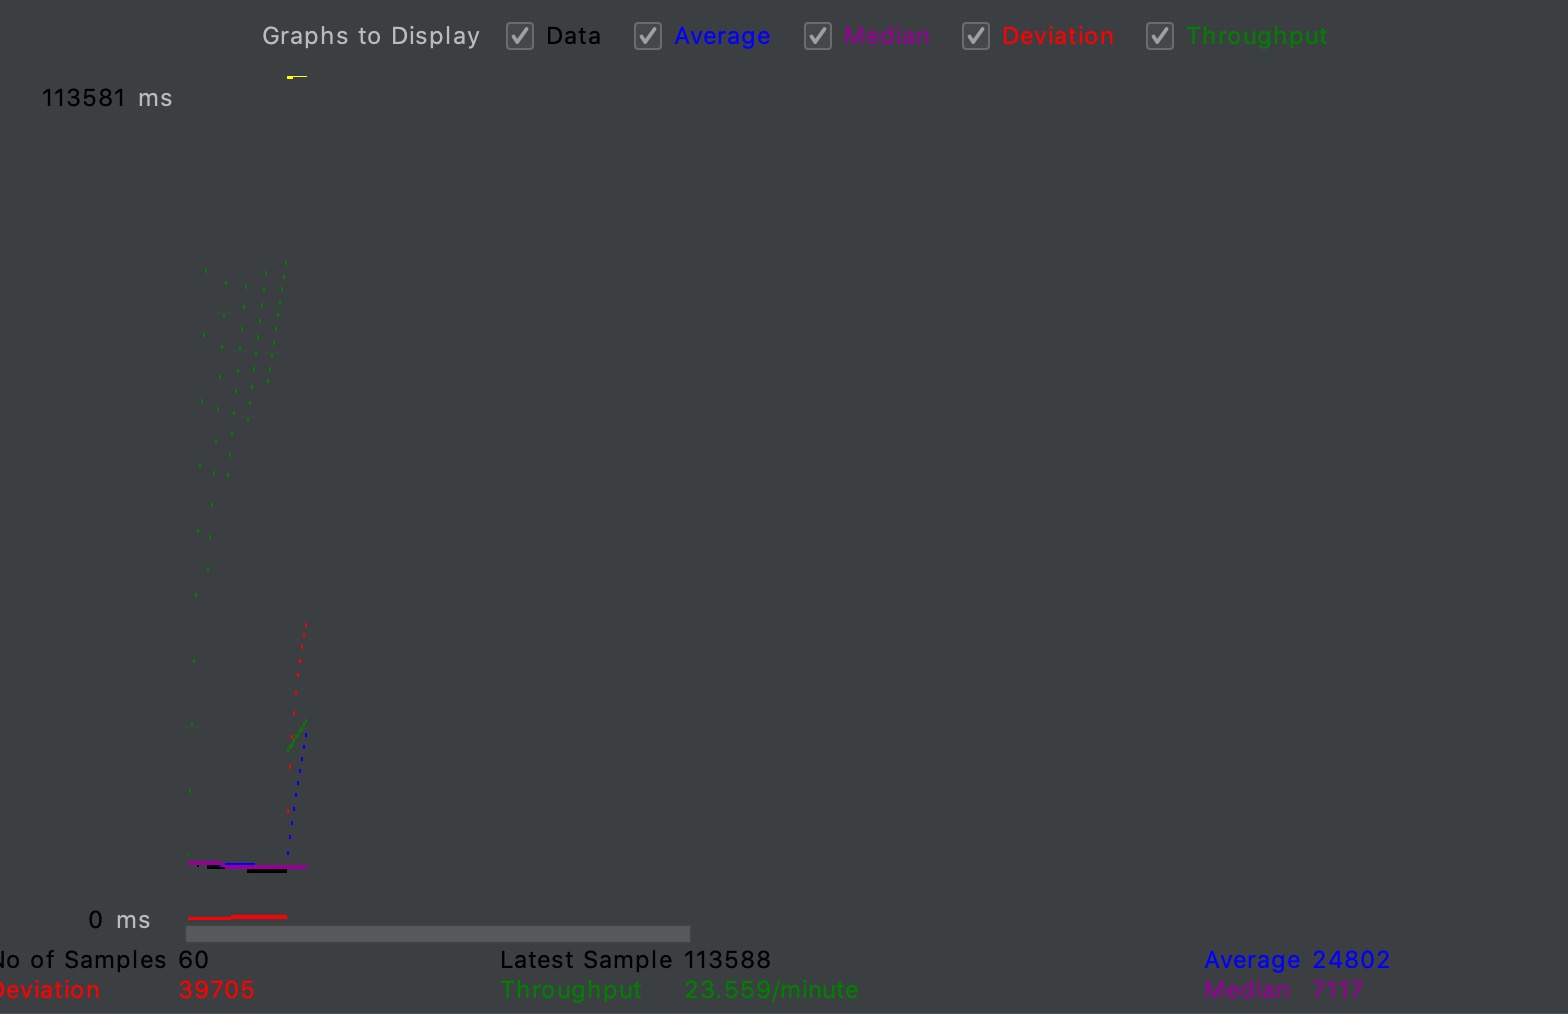 Graphs to Display Data Average Median Deviation Throughput
113581 ms
0 ms
No of Samples 60 Latest Sample 113588 Average 24802
Deviation 39705 Throughput 23.559/minute Median 7117